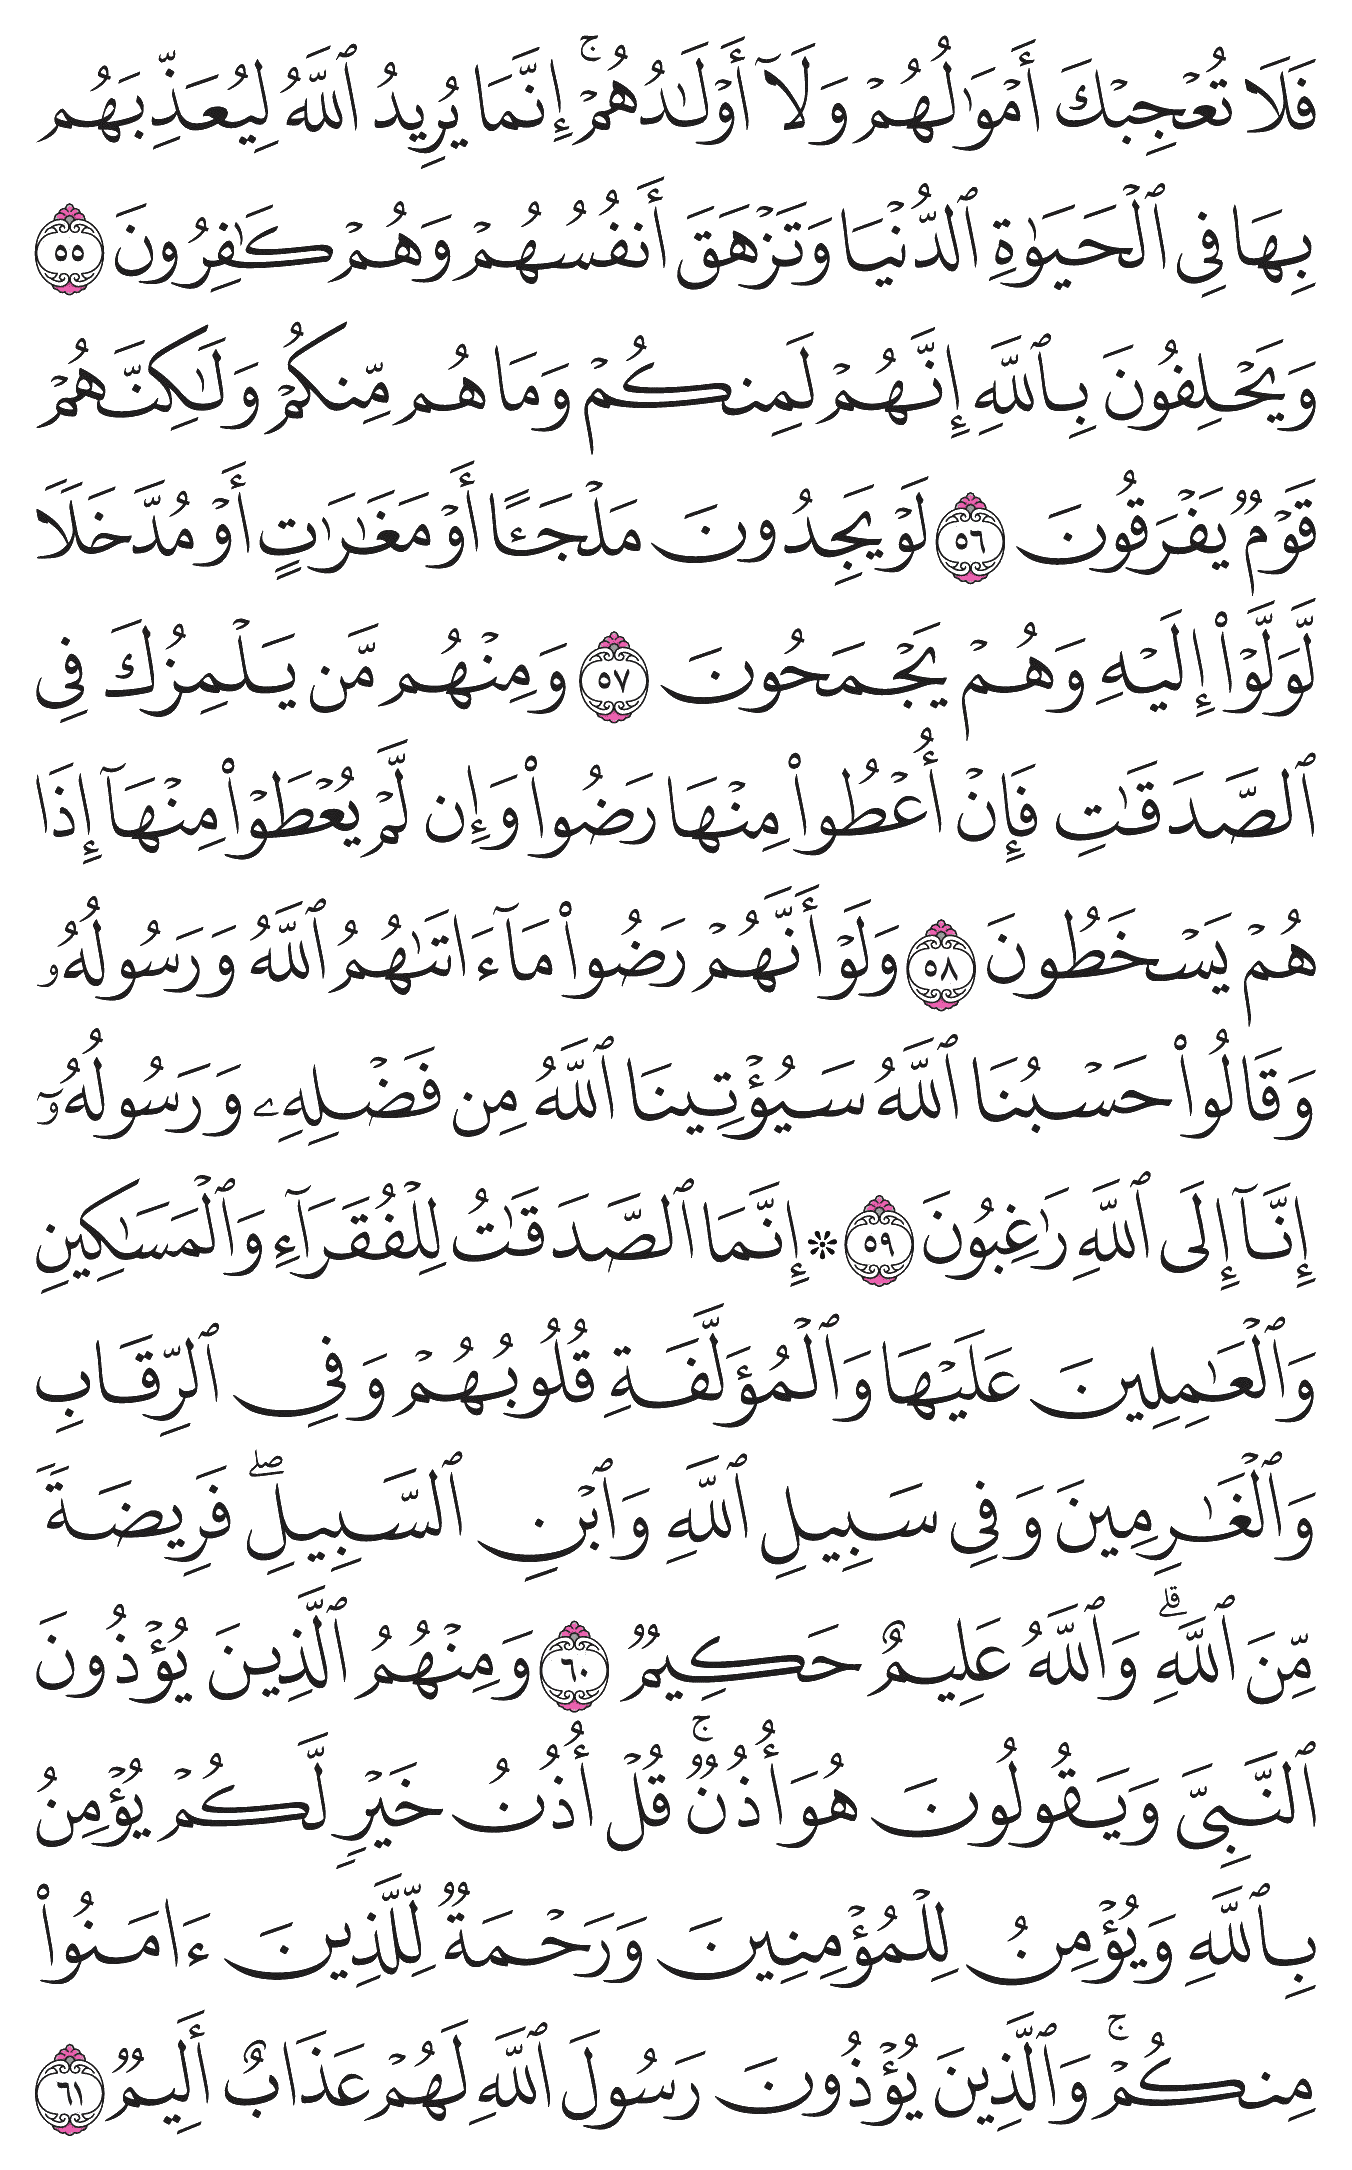 فَلَا تُعۡجِبۡكَ أَمۡوَٰلُهُمۡ وَلَآ أَوۡلَٰدُهُمۡۚ إِنَّمَا يُرِيدُ ٱللَّهُ لِيُعَذِّبَهُم
بِهَا فِي ٱلۡحَيَوٰةِ ٱلدُّنۡيَا وَتَزۡهَقَ أَنفُسُهُمۡ وَهُمۡ كَٰفِرُونَ ٥٥
وَيَحۡلِفُونَ بِٱللَّهِ إِنَّهُمۡ لَمِنكُمۡ وَمَا هُم مِّنكُمۡ وَلَٰكِنَّهُمۡ
قَوۡمٞ يَفۡرَقُونَ ٥٦ لَوۡ يَجِدُونَ مَلۡجَـًٔا أَوۡ مَغَٰرَٰتٍ أَوۡ مُدَّخَلٗا
لَّوَلَّوۡاْ إِلَيۡهِ وَهُمۡ يَجۡمَحُونَ ٥٧ وَمِنۡهُم مَّن يَلۡمِزُكَ فِي
ٱلصَّدَقَٰتِ فَإِنۡ أُعۡطُواْ مِنۡهَا رَضُواْ وَإِن لَّمۡ يُعۡطَوۡاْ مِنۡهَآ إِذَا
هُمۡ يَسۡخَطُونَ ٥٨ وَلَوۡ أَنَّهُمۡ رَضُواْ مَآ ءَاتَىٰهُمُ ٱللَّهُ وَرَسُولُهُۥ
وَقَالُواْ حَسۡبُنَا ٱللَّهُ سَيُؤۡتِينَا ٱللَّهُ مِن فَضۡلِهِۦ وَرَسُولُهُۥٓ
إِنَّآ إِلَى ٱللَّهِ رَٰغِبُونَ ٥٩ ۞ إِنَّمَا ٱلصَّدَقَٰتُ لِلۡفُقَرَآءِ وَٱلۡمَسَٰكِينِ
وَٱلۡعَٰمِلِينَ عَلَيۡهَا وَٱلۡمُؤَلَّفَةِ قُلُوبُهُمۡ وَفِي ٱلرِّقَابِ
وَٱلۡغَٰرِمِينَ وَفِي سَبِيلِ ٱللَّهِ وَٱبۡنِ ٱلسَّبِيلِۖ فَرِيضَةٗ
مِّنَ ٱللَّهِۗ وَٱللَّهُ عَلِيمٌ حَكِيمٞ ٦٠ وَمِنۡهُمُ ٱلَّذِينَ يُؤۡذُونَ
ٱلنَّبِيَّ وَيَقُولُونَ هُوَ أُذُنٞۚ قُلۡ أُذُنُ خَيۡرٖ لَّكُمۡ يُؤۡمِنُ
بِٱللَّهِ وَيُؤۡمِنُ لِلۡمُؤۡمِنِينَ وَرَحۡمَةٞ لِّلَّذِينَ ءَامَنُواْ
مِنكُمۡۚ وَٱلَّذِينَ يُؤۡذُونَ رَسُولَ ٱللَّهِ لَهُمۡ عَذَابٌ أَلِيمٞ ٦١